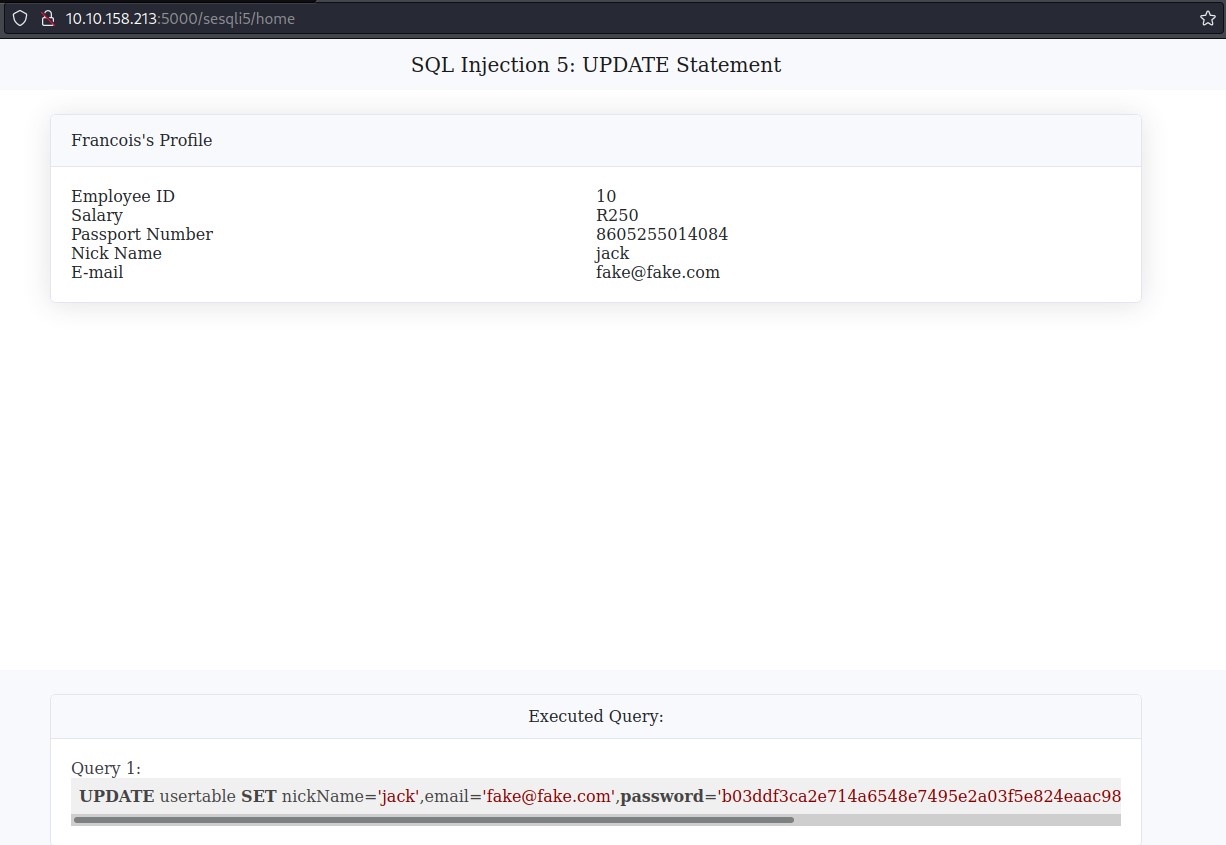 10.10.158.213:5000/sesqli5/home
SQL Injection 5: UPDATE Statement
Francois's Profile
Employee ID 10
Salary R250
Passport Number 8605255014084
Nick Name jack
E-mail fake@fake.com
Executed Query:
Query 1:
UPDATE usertable SET nickName='jack',email='fake@fake.com',password='b03ddf3ca2e714a6548e7495e2a03f5e824eaac98